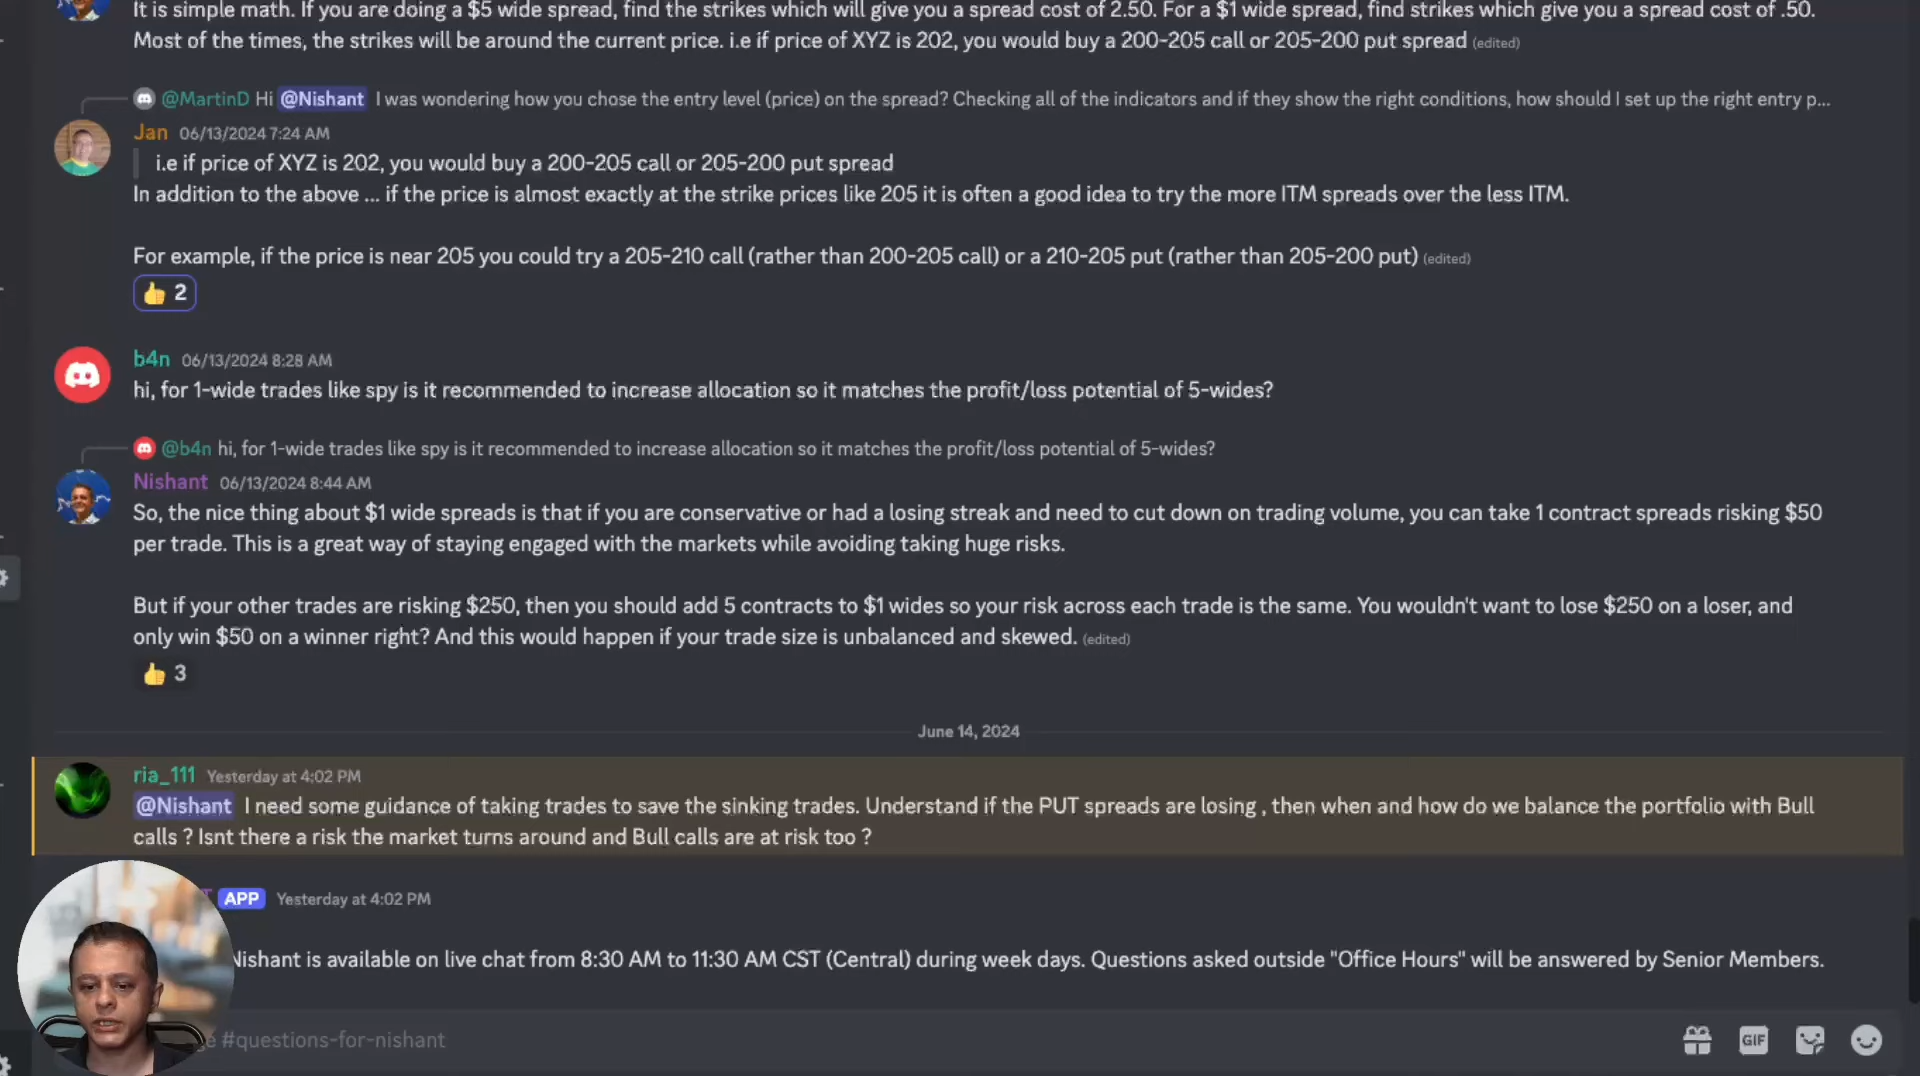 It is simple math. If you are doing a $5 wide spread, find the strikes which will give you a spread cost of 2.50. For a $1 wide spread, find strikes which give you a spread cost of .50.
Most of the times, the strikes will be around the current price. i.e if price of XYZ is 202, you would buy a 200-205 call or 205-200 put spread (edited)
@MartinD Hi @Nishant I was wondering how you chose the entry level (price) on the spread? Checking all of the indicators and if they show the right conditions, how should I set up the right entry p...
Jan 06/13/2024 7:24 AM
i.e if price of XYZ is 202, you would buy a 200-205 call or 205-200 put spread
In addition to the above ... if the price is almost exactly at the strike prices like 205 it is often a good idea to try the more ITM spreads over the less ITM.
For example, if the price is near 205 you could try a 205-210 call (rather than 200-205 call) or a 210-205 put (rather than 205-200 put) (edited)
👍 2
b4n 06/13/2024 8:28 AM
hi, for 1-wide trades like spy is it recommended to increase allocation so it matches the profit/loss potential of 5-wides?
@b4n hi, for 1-wide trades like spy is it recommended to increase allocation so it matches the profit/loss potential of 5-wides?
Nishant 06/13/2024 8:44 AM
So, the nice thing about $1 wide spreads is that if you are conservative or had a losing streak and need to cut down on trading volume, you can take 1 contract spreads risking $50
per trade. This is a great way of staying engaged with the markets while avoiding taking huge risks.
But if your other trades are risking $250, then you should add 5 contracts to $1 wides so your risk across each trade is the same. You wouldn't want to lose $250 on a loser, and
only win $50 on a winner right? And this would happen if your trade size is unbalanced and skewed. (edited)
👍 3
June 14, 2024
ria_111 Yesterday at 4:02 PM
@Nishant I need some guidance of taking trades to save the sinking trades. Understand if the PUT spreads are losing , then when and how do we balance the portfolio with Bull
calls ? Isnt there a risk the market turns around and Bull calls are at risk too ?
APP Yesterday at 4:02 PM
Nishant is available on live chat from 8:30 AM to 11:30 AM CST (Central) during week days. Questions asked outside "Office Hours" will be answered by Senior Members.
#questions-for-nishant
GIF